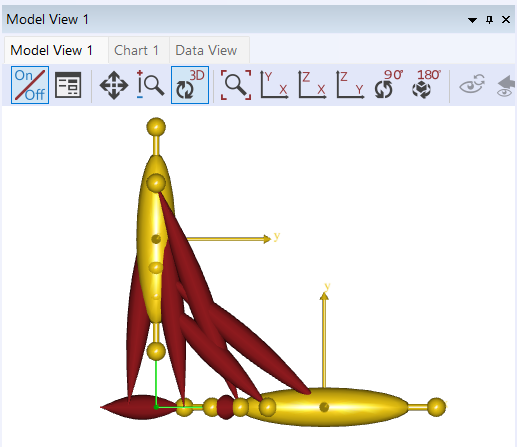 Model View 1
Model View 1 Chart 1 Data View
On Off 3D Y X Z X Z Y 90° 180°
y
y